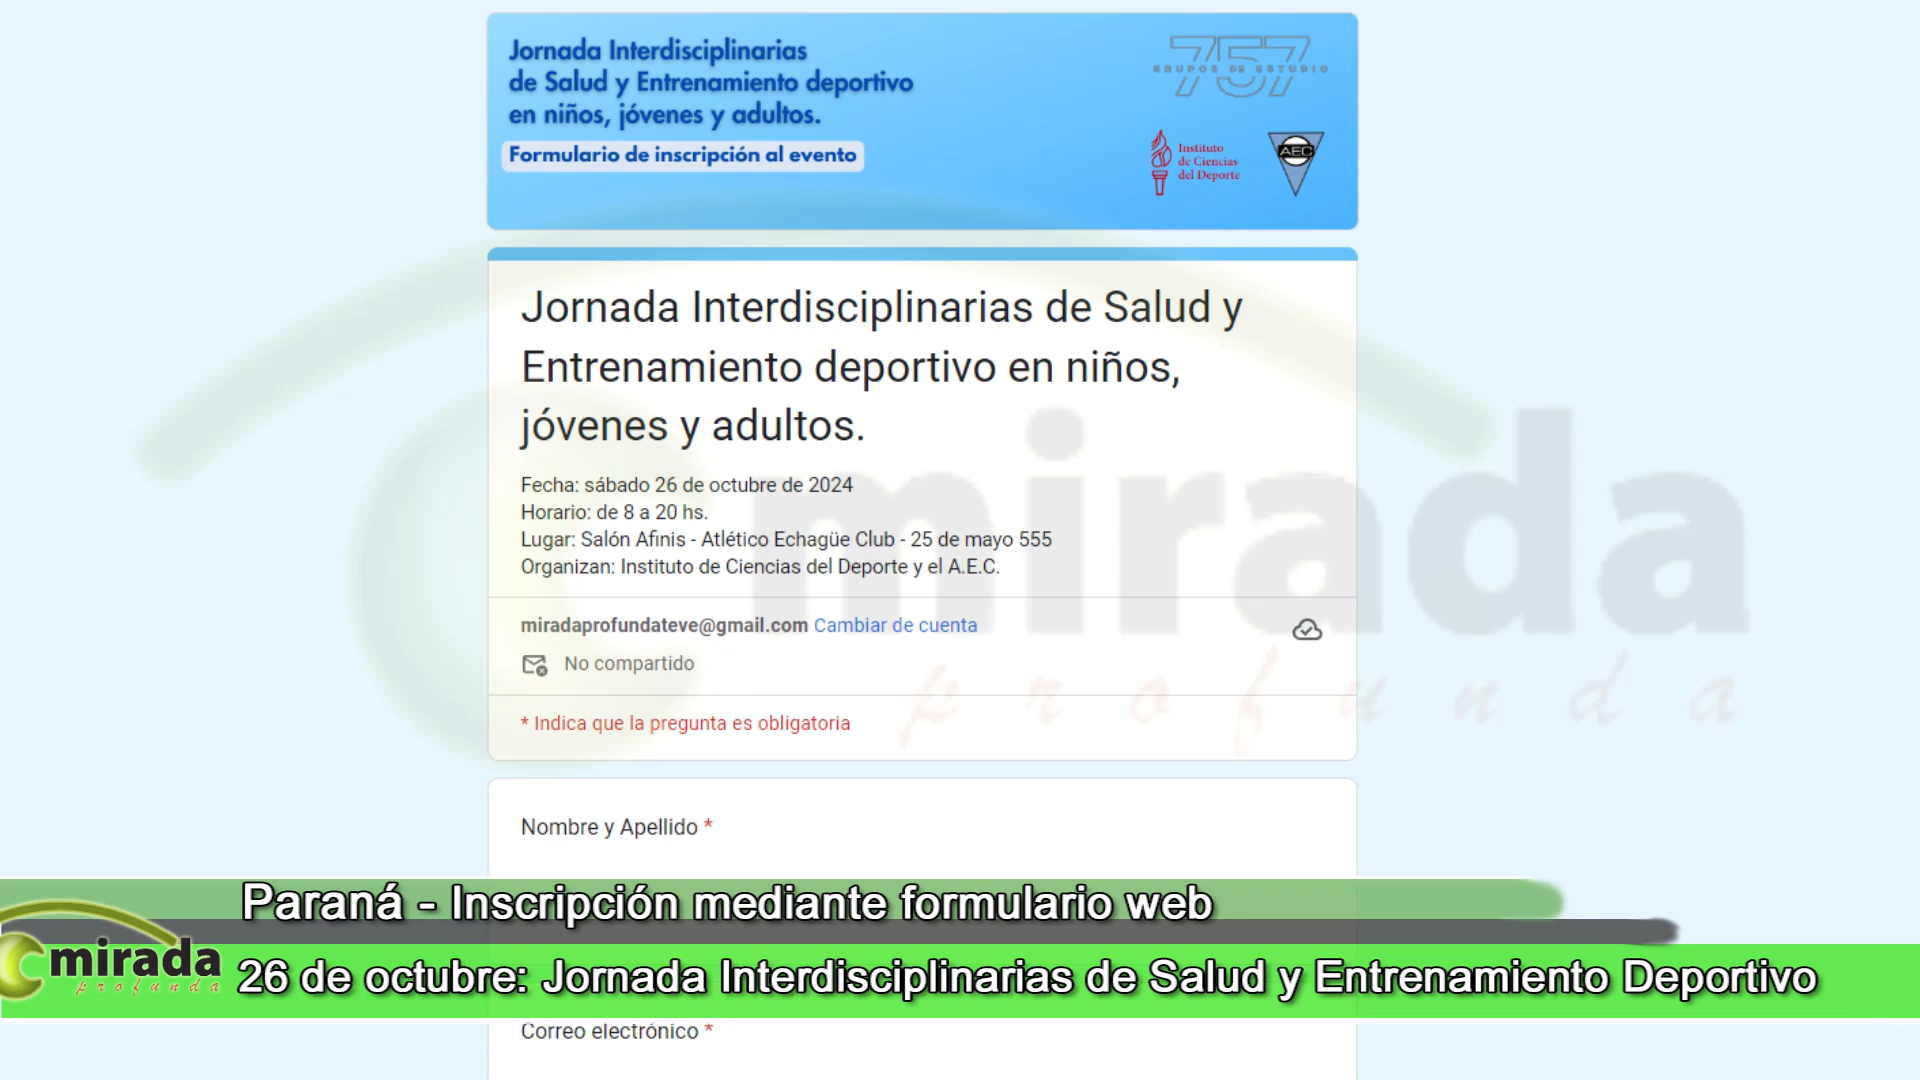 Jornada Interdisciplinarias
de Salud y Entrenamiento deportivo
en niños, jóvenes y adultos.
Formulario de inscripción al evento
757
GRUPOS DE ESTUDIO
Instituto
de Ciencias
del Deporte
AEC
Jornada Interdisciplinarias de Salud y
Entrenamiento deportivo en niños,
jóvenes y adultos.
Fecha: sábado 26 de octubre de 2024
Horario: de 8 a 20 hs.
Lugar: Salón Afinis - Atlético Echagüe Club - 25 de mayo 555
Organizan: Instituto de Ciencias del Deporte y el A.E.C.
miradaprofundateve@gmail.com Cambiar de cuenta
No compartido
* Indica que la pregunta es obligatoria
mirada
profunda
Nombre y Apellido *
Paraná - Inscripción mediante formulario web
mirada
profunda
26 de octubre: Jornada Interdisciplinarias de Salud y Entrenamiento Deportivo
Correo electrónico *